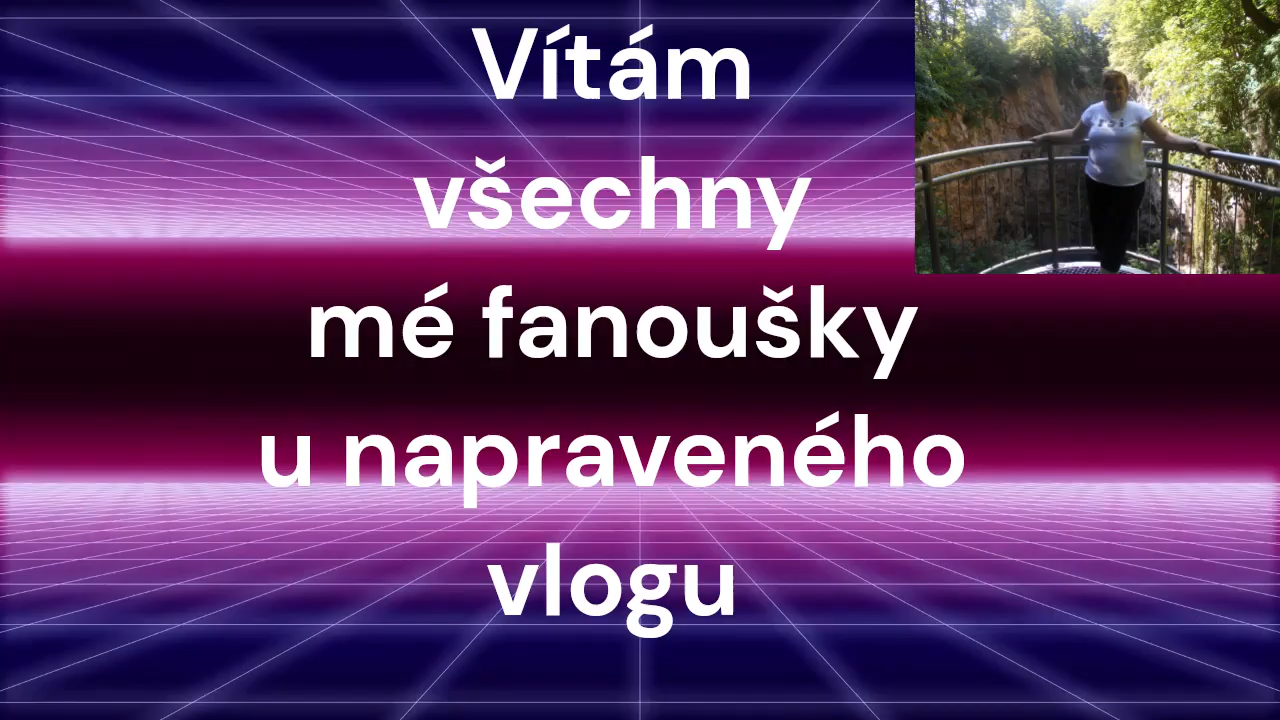 Vítám
všechny
mé fanoušky
u napraveného
vlogu